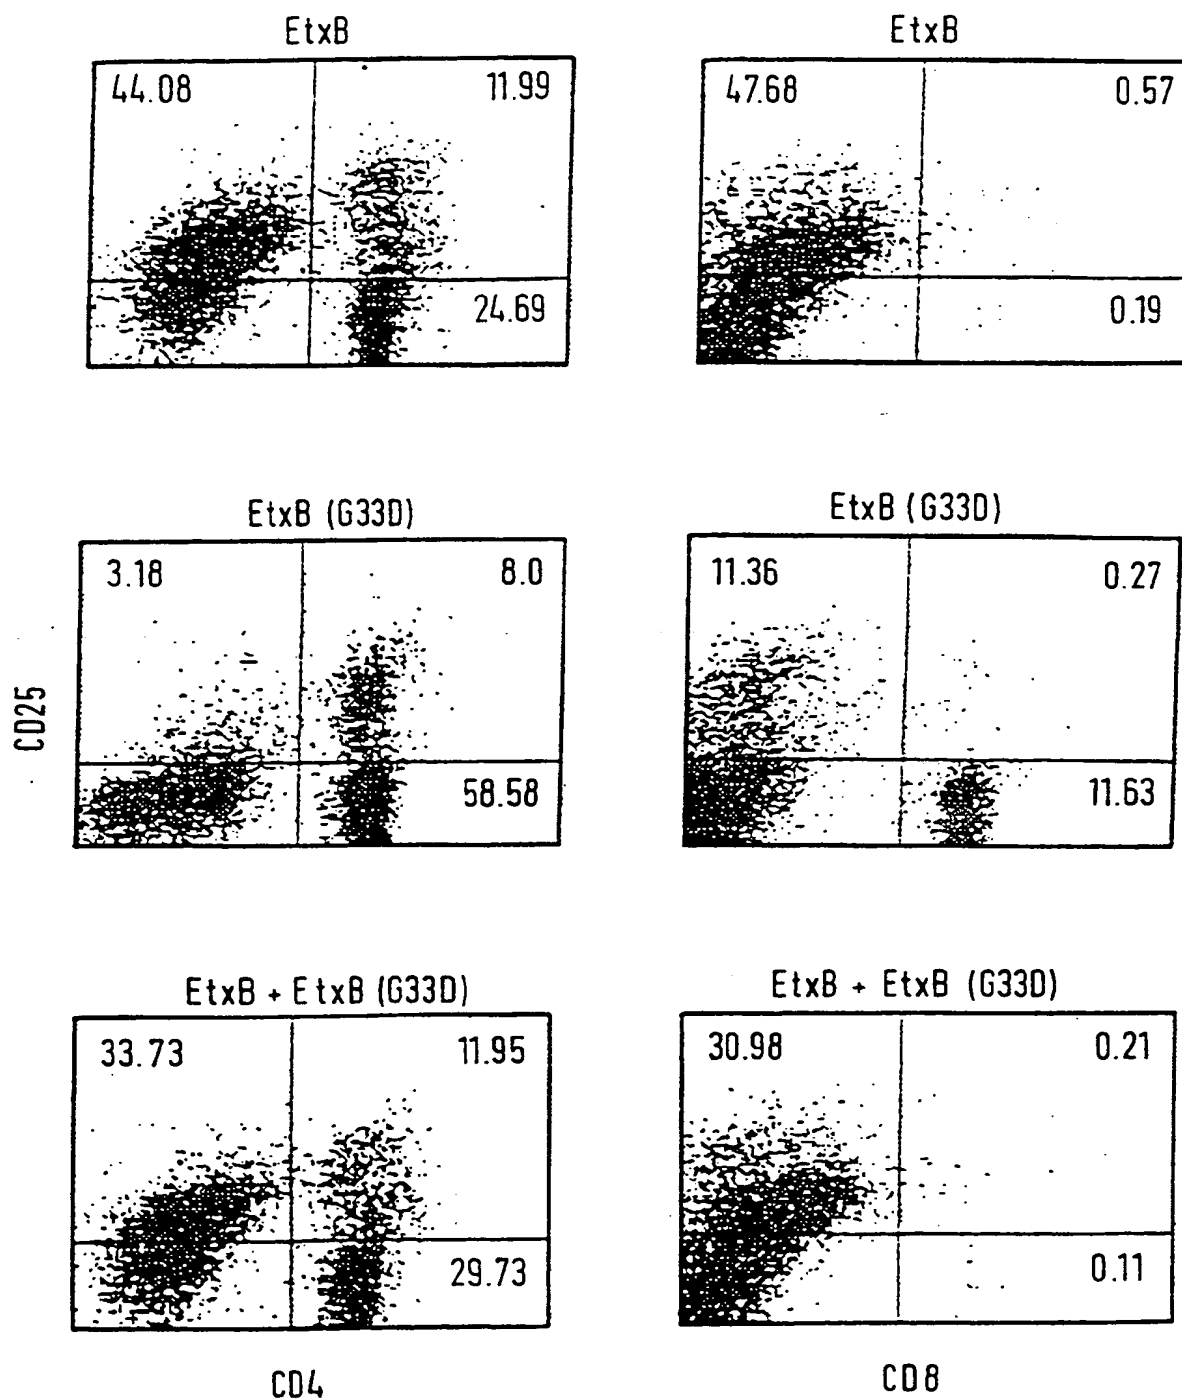 EtxB
EtxB
44.08
11.99
47.68
0.57
24.69
0.19
EtxB (G33D)
EtxB (G33D)
3.18
8.0
11.36
0.27
CD25
58.58
11.63
EtxB + EtxB (G33D)
EtxB + EtxB (G33D)
33.73
11.95
30.98
0.21
29.73
0.11
CD4
CD8